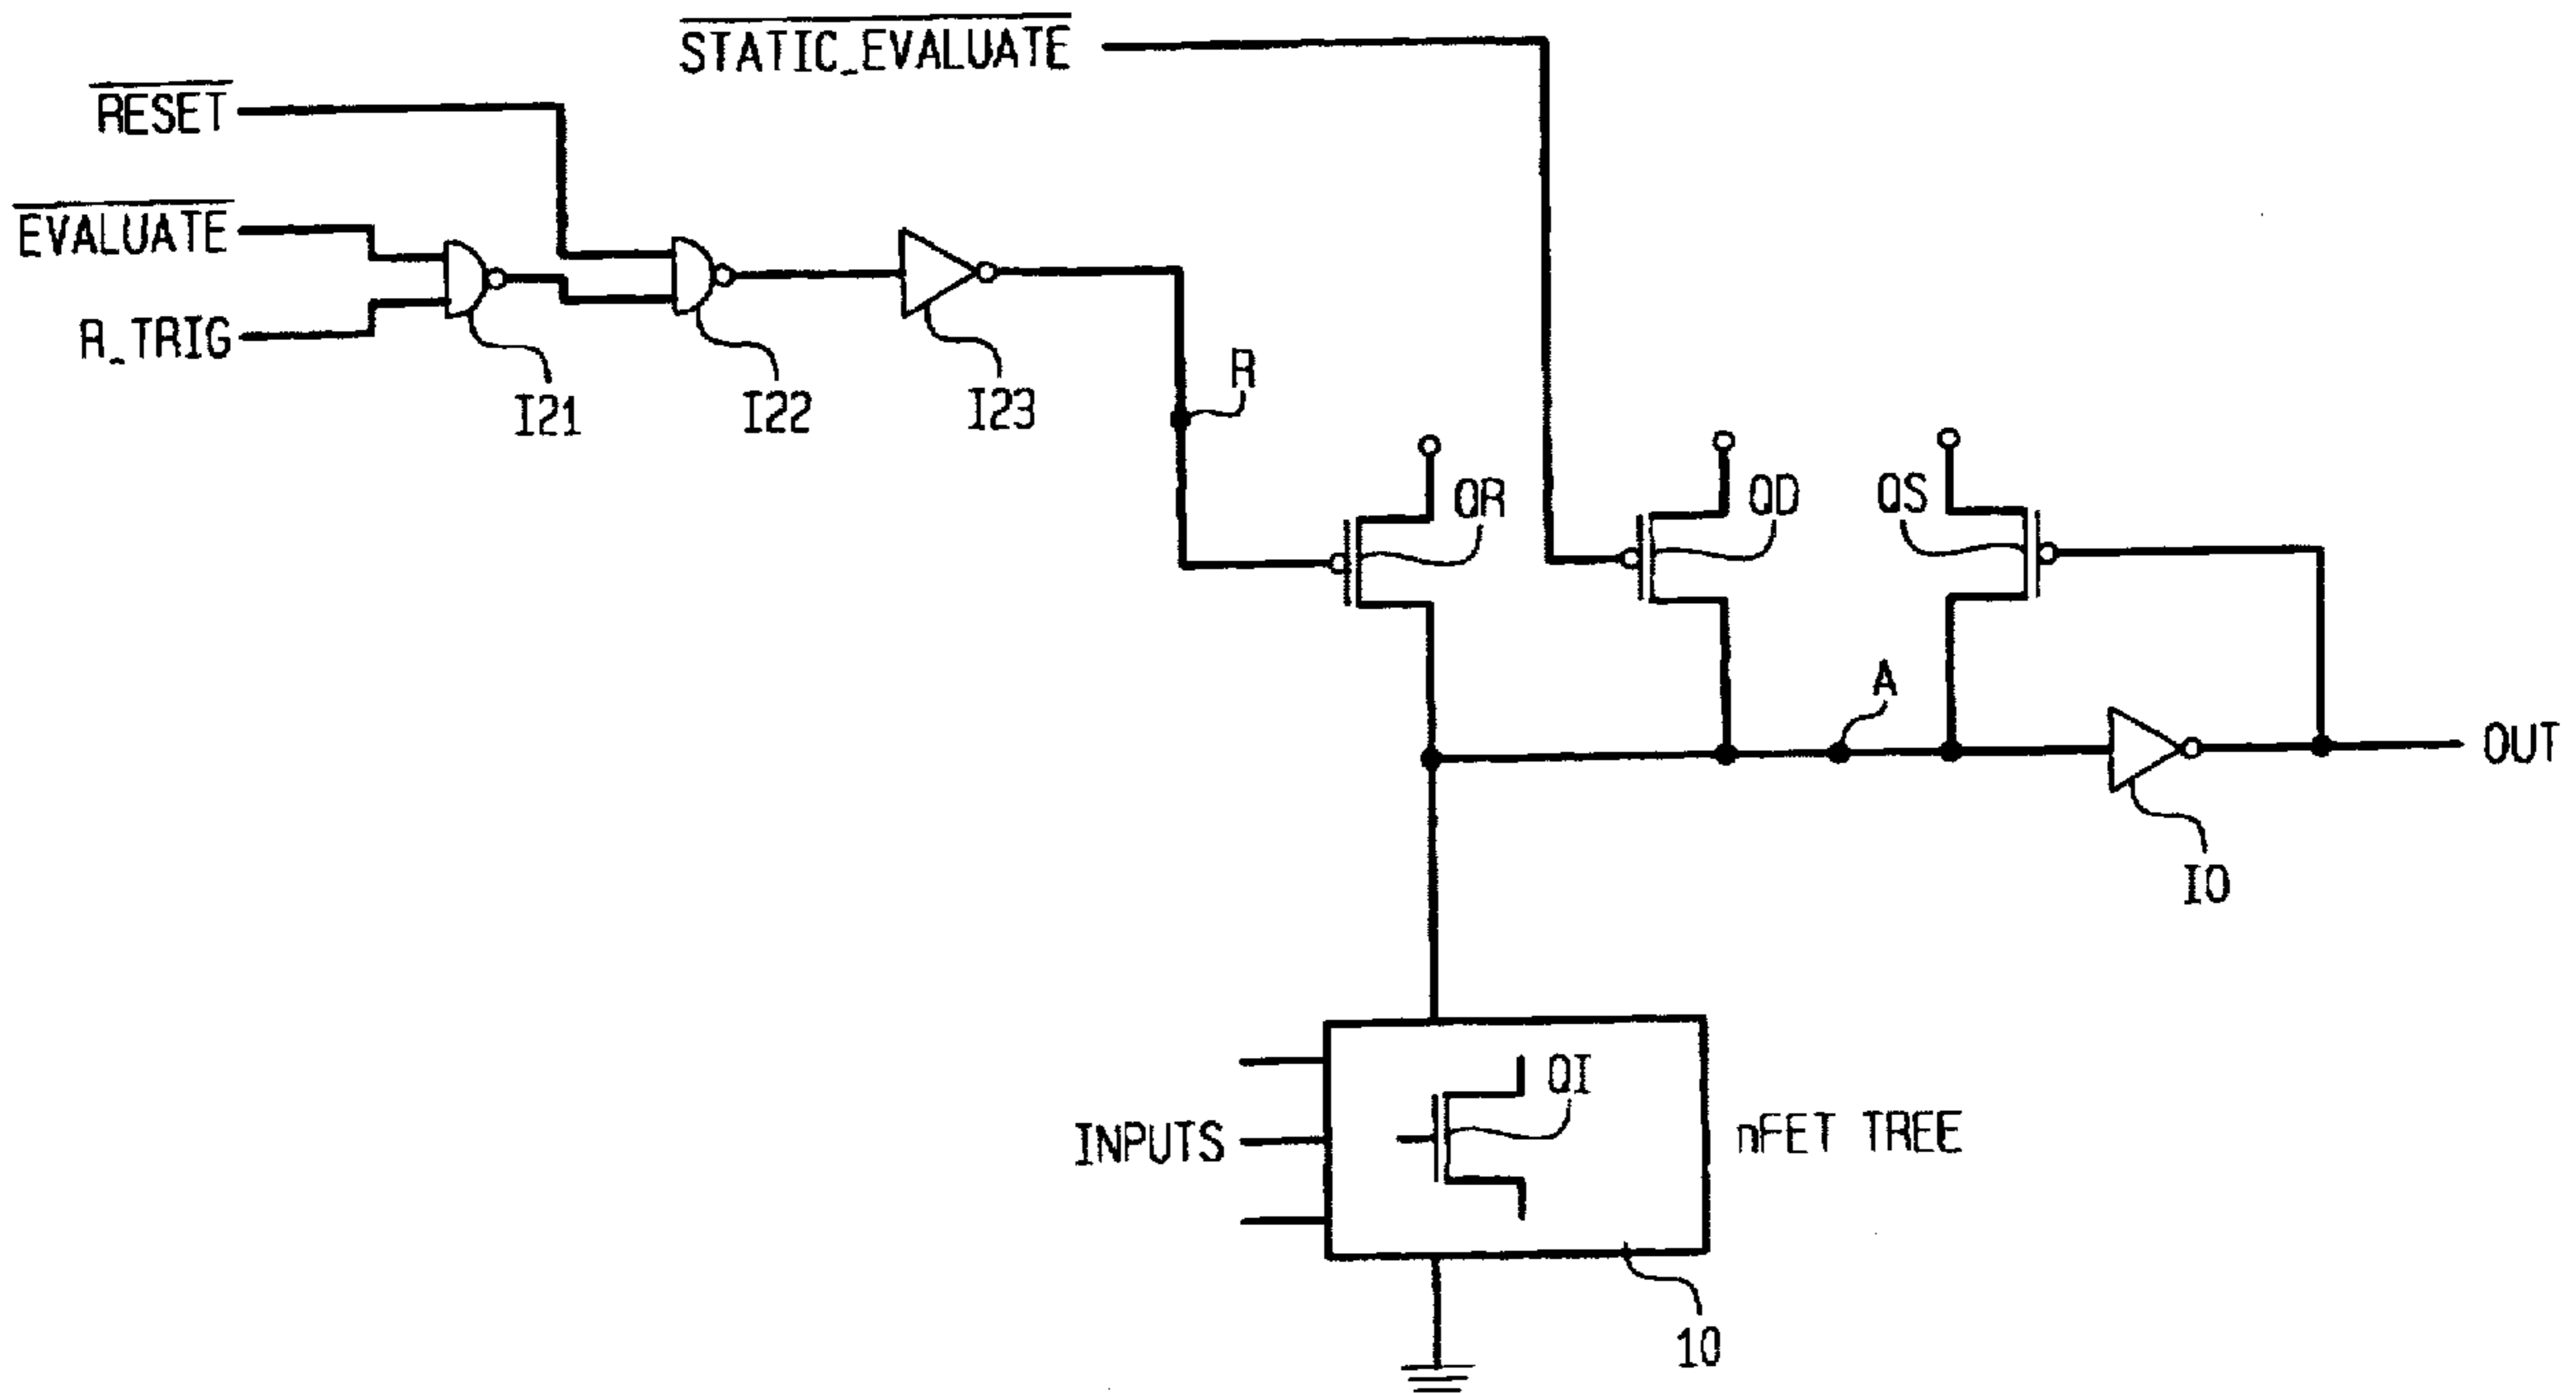 STATIC_EVALUATE
RESET
EVALUATE
R_TRIG
I21
I22
I23
R
QR
QD
QS
A
OUT
I0
QI
INPUTS
nFET TREE
10